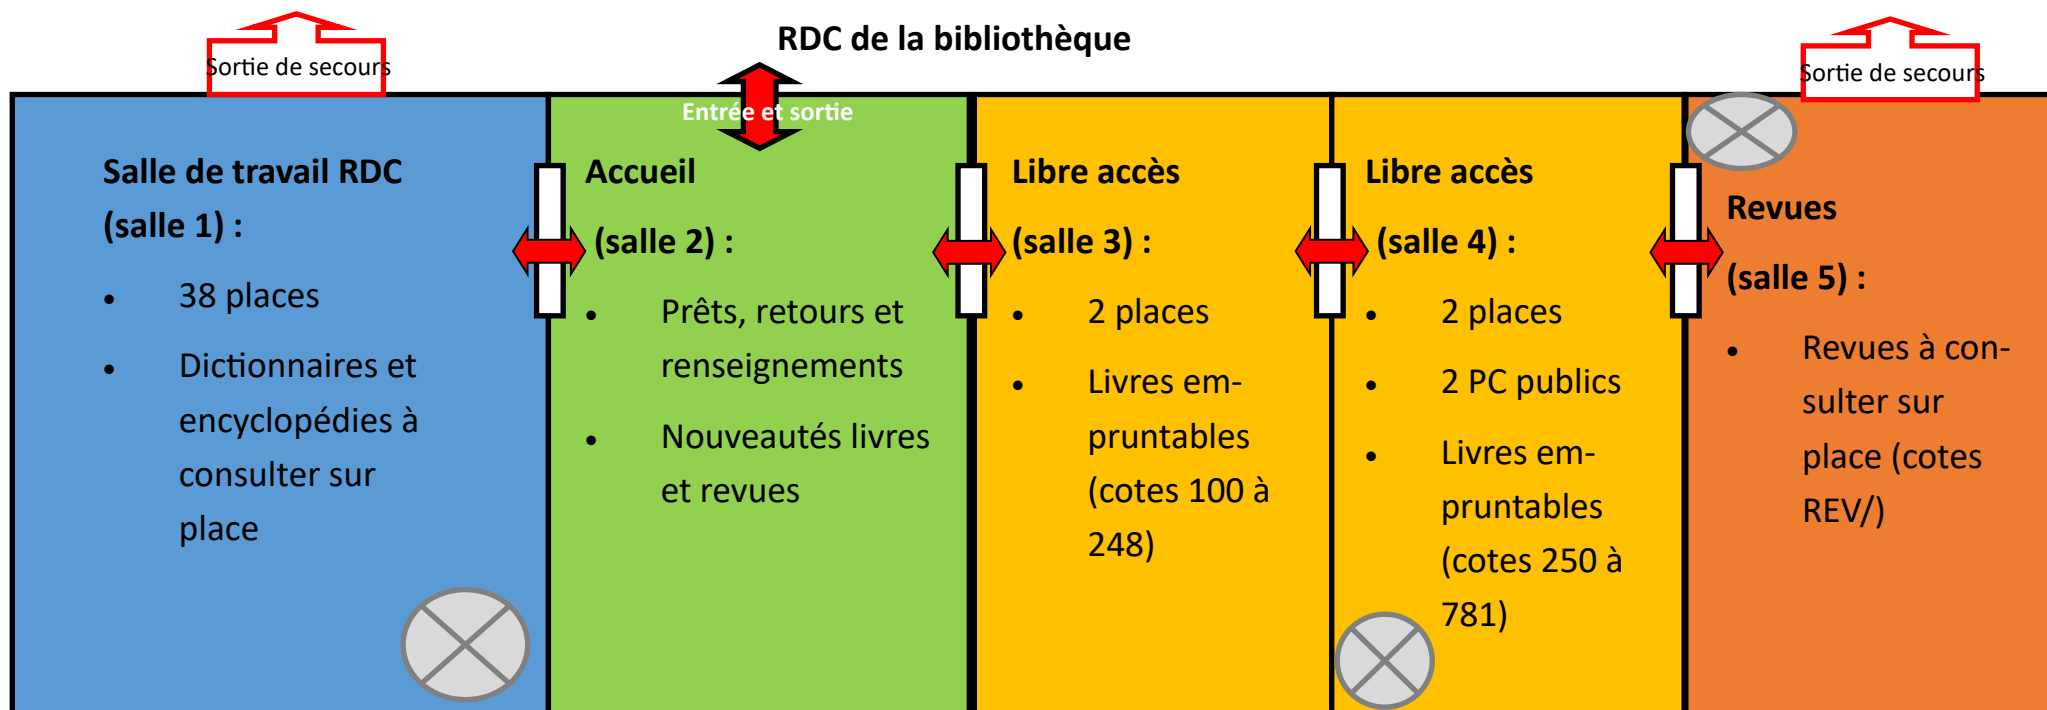 RDC de la bibliothèque
Sortie de secours
Entrée et sortie
Sortie de secours
Salle de travail RDC
(salle 1) :
• 38 places
• Dictionnaires et
encyclopédies à
consulter sur
place
Accueil
(salle 2) :
• Prêts, retours et
renseignements
• Nouveautés livres
et revues
Libre accès
(salle 3) :
• 2 places
• Livres em-
pruntables
(cotes 100 à
248)
Libre accès
(salle 4) :
• 2 places
• 2 PC publics
• Livres em-
pruntables
(cotes 250 à
781)
Revues
(salle 5) :
• Revues à con-
sulter sur
place (cotes
REV/)